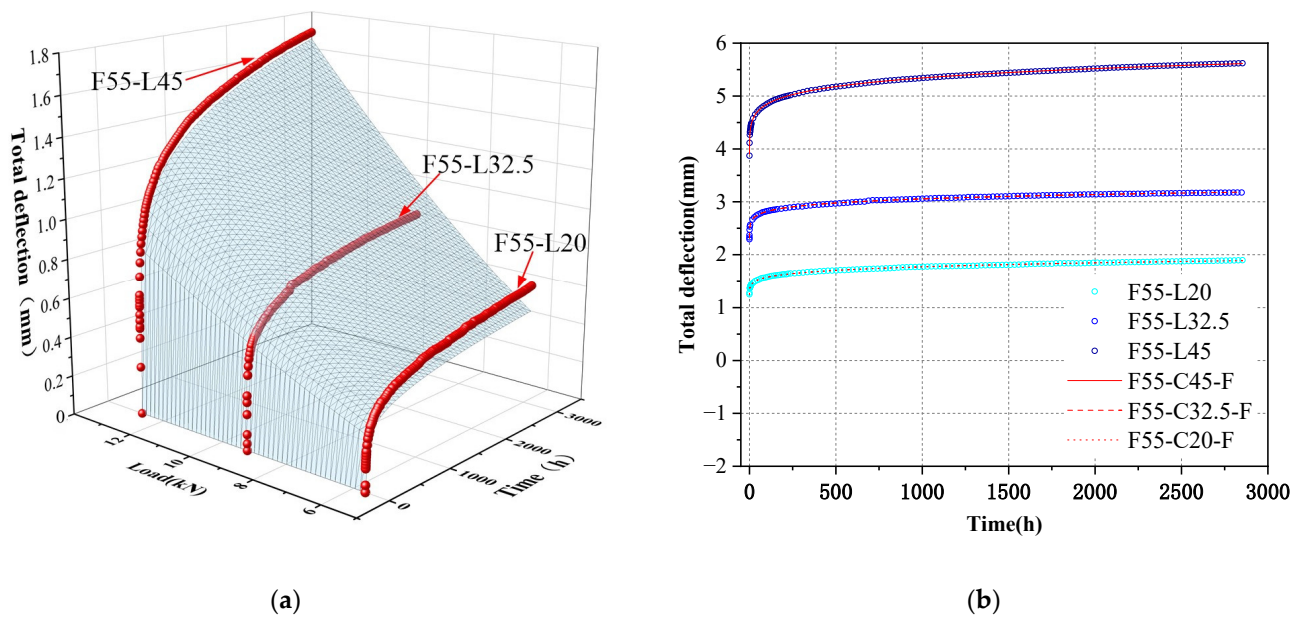 1.8
1.6
1.4
1.2
1.0
0.8
0.6
0.4
0.2
0
Total deflection (mm)
F55-L45
F55-L32.5
F55-L20
12
10
8
6
Load(kN)
0
1000
2000
3000
Time (h)
(a)
6
5
4
3
2
1
0
−1
−2
Total deflection(mm)
F55-L20
F55-L32.5
F55-L45
F55-C45-F
F55-C32.5-F
F55-C20-F
0 500 1000 1500 2000 2500 3000
Time(h)
(b)